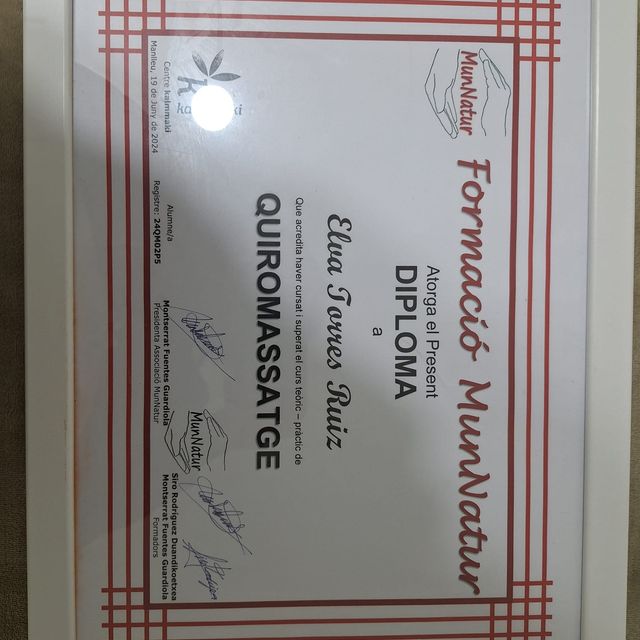 MunNatur
Formació MunNatur
Atorga el Present
DIPLOMA
a
Elva Torres Ruiz
Que acredita haver cursat i superat el curs teòric – pràctic de
QUIROMASSATGE
MunNatur
Centre kalmmaki
Manlleu, 19 de Juny de 2024
Alumne/a
Registre: 24QM02P5
Montserrat Fuentes Guardiola
Presidenta Associació MunNatur
Siro Rodríguez Duandikoetxea
Montserrat Fuentes Guardiola
Formadors